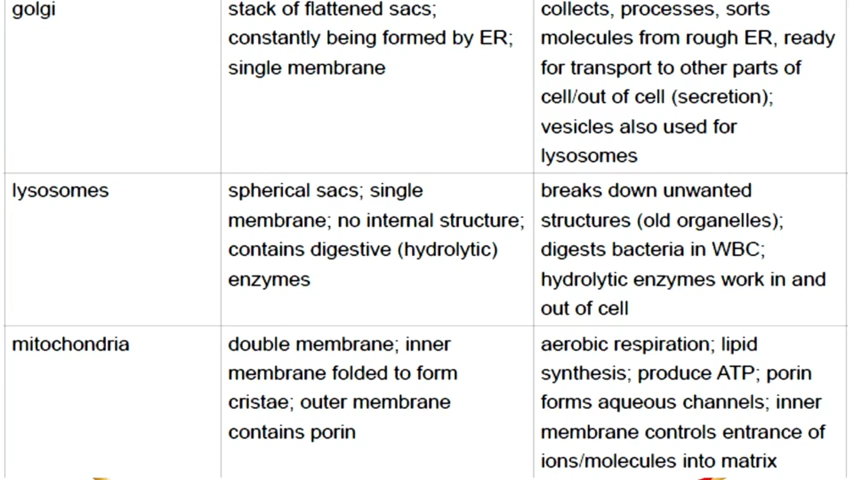 golgi
stack of flattened sacs;
constantly being formed by ER;
single membrane
collects, processes, sorts
molecules from rough ER, ready
for transport to other parts of
cell/out of cell (secretion);
vesicles also used for
lysosomes
lysosomes
spherical sacs; single
membrane; no internal structure;
contains digestive (hydrolytic)
enzymes
breaks down unwanted
structures (old organelles);
digests bacteria in WBC;
hydrolytic enzymes work in and
out of cell
mitochondria
double membrane; inner
membrane folded to form
cristae; outer membrane
contains porin
aerobic respiration; lipid
synthesis; produce ATP; porin
forms aqueous channels; inner
membrane controls entrance of
ions/molecules into matrix